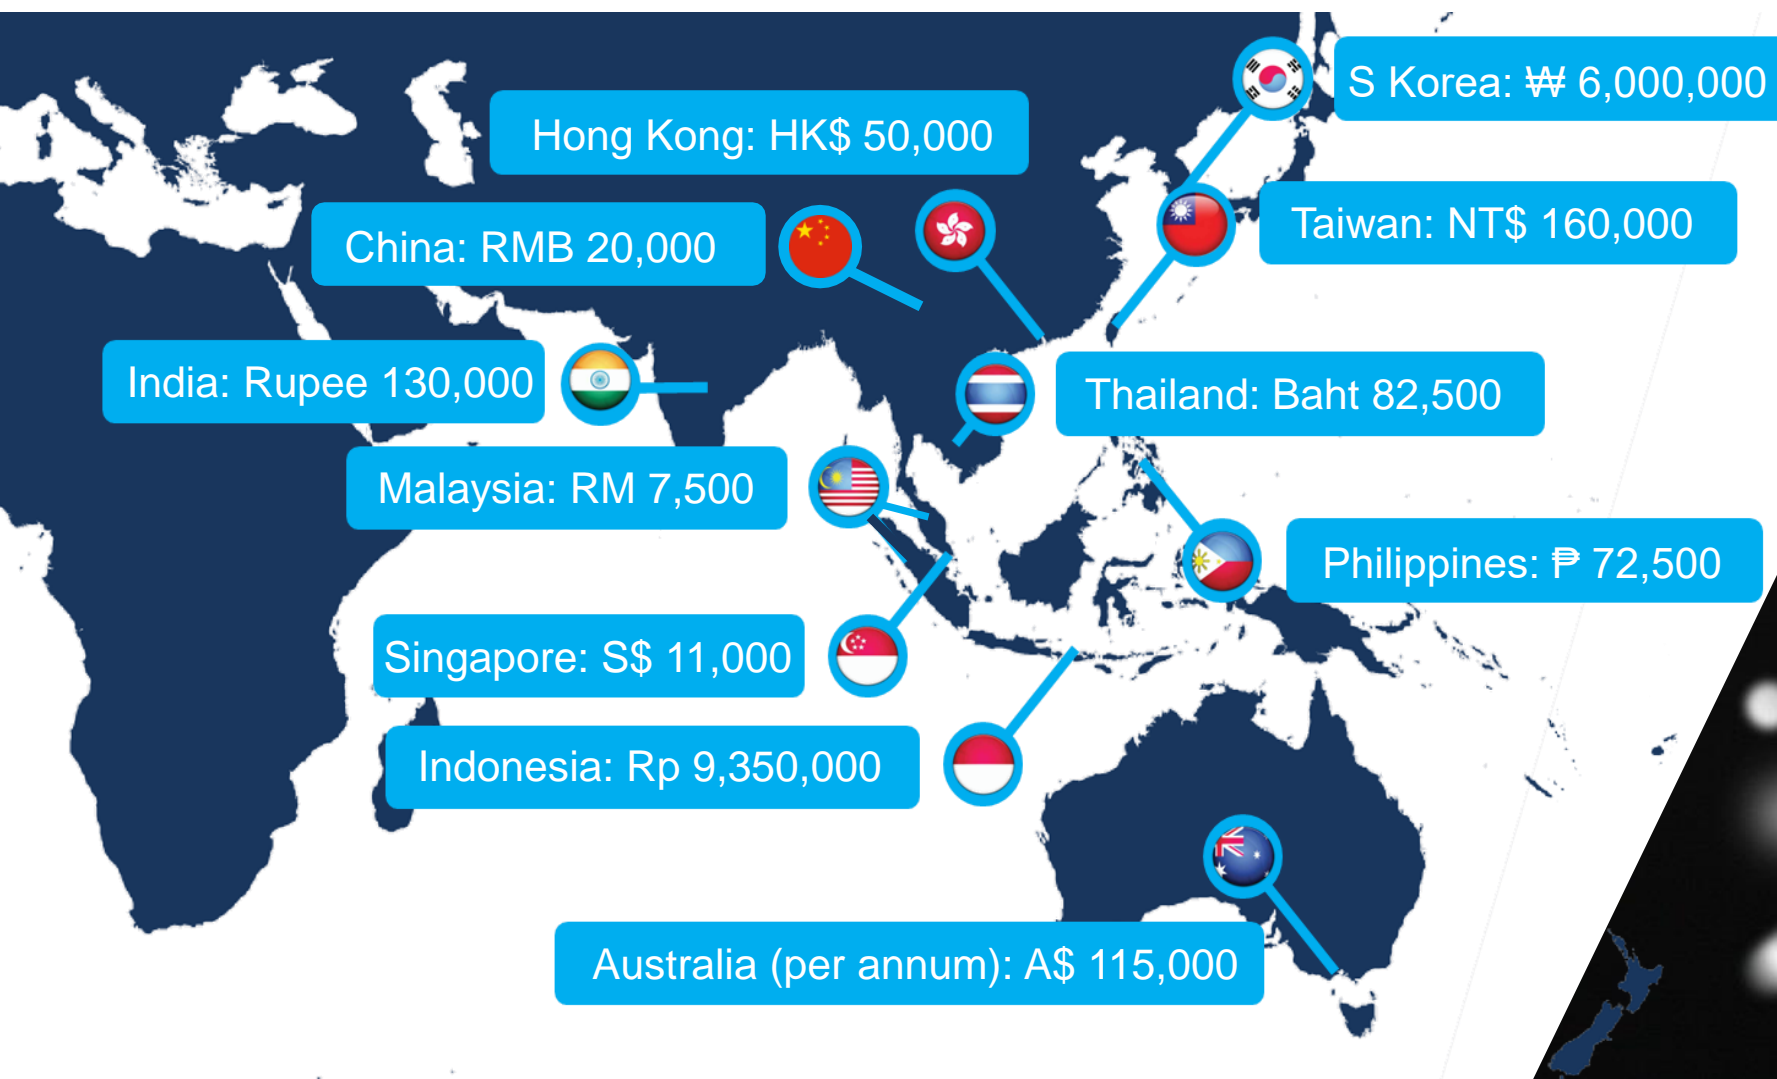 S Korea: ₩ 6,000,000
Hong Kong: HK$ 50,000
Taiwan: NT$ 160,000
China: RMB 20,000
India: Rupee 130,000
Thailand: Baht 82,500
Malaysia: RM 7,500
Philippines: ₱ 72,500
Singapore: S$ 11,000
Indonesia: Rp 9,350,000
Australia (per annum): A$ 115,000